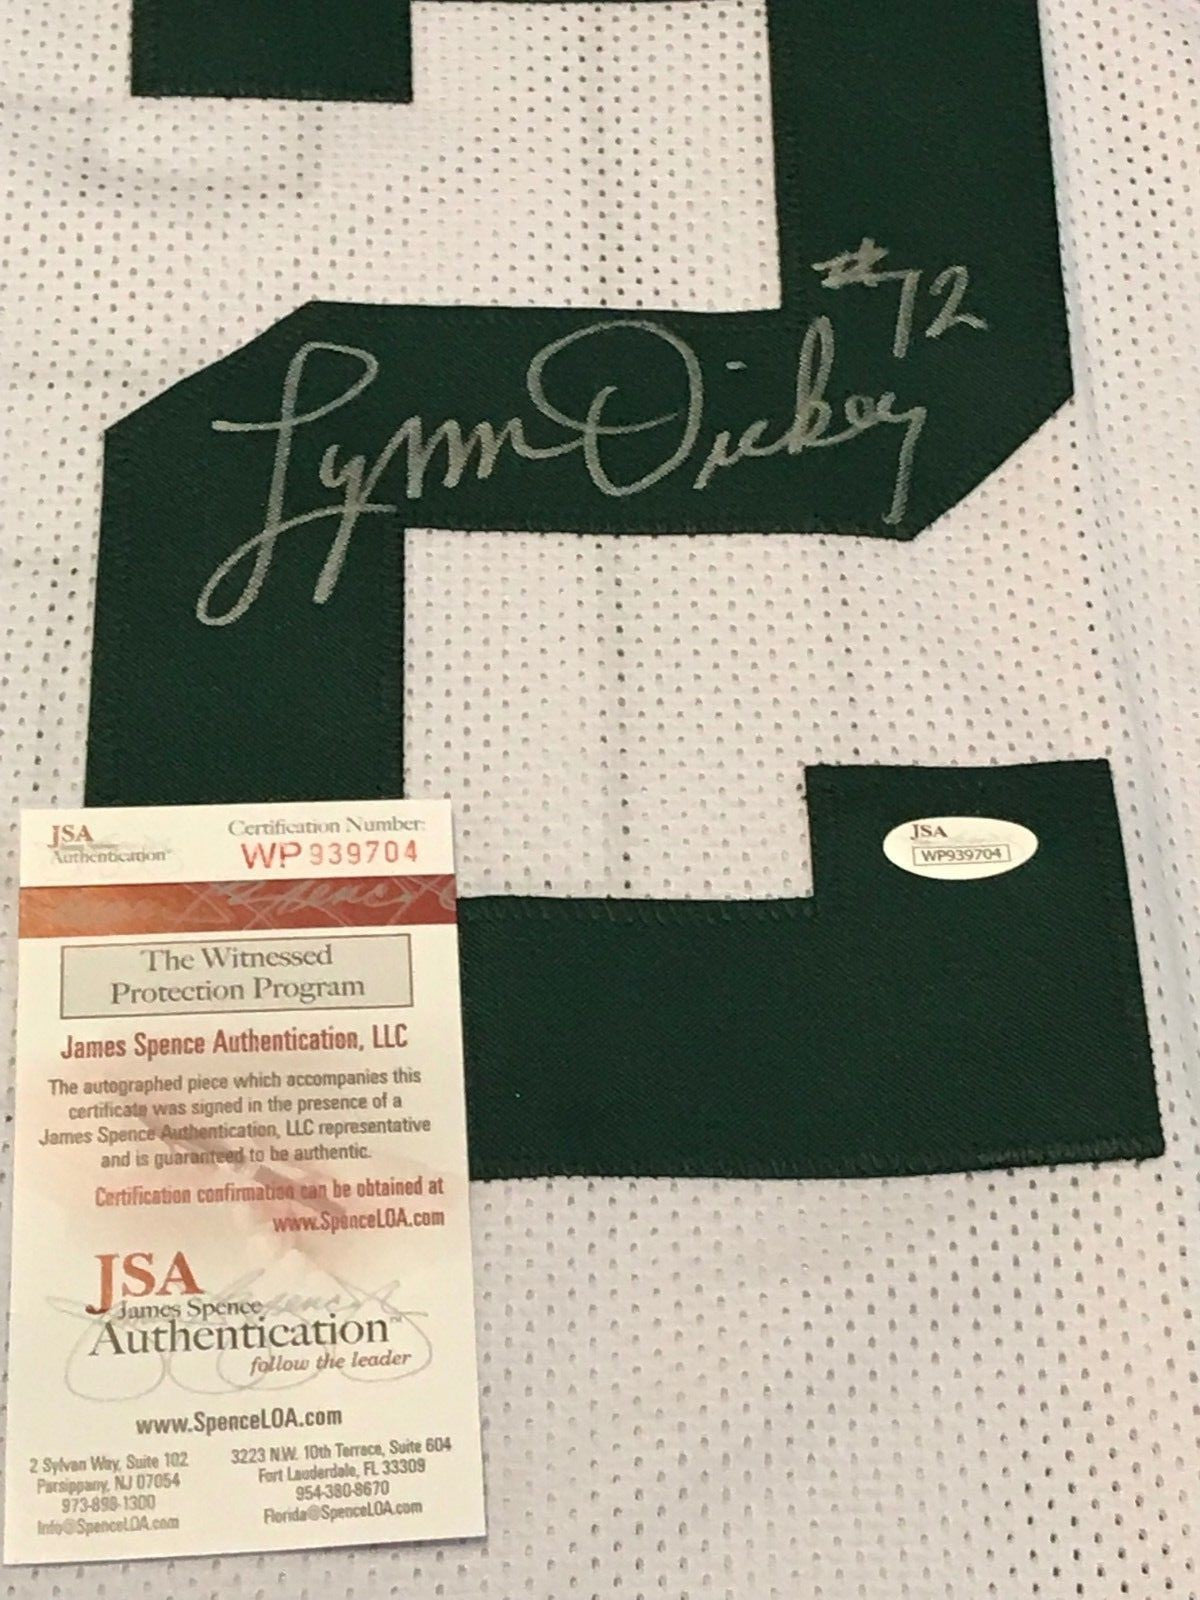 #12
Lynn Dickey
JSA
WP939704
JSA
Authentication™
Certification Number:
WP939704
The Witnessed
Protection Program
James Spence Authentication, LLC
The autographed piece which accompanies this
certificate was signed in the presence of a
James Spence Authentication, LLC representative
and is guaranteed to be authentic.
Certification confirmation can be obtained at
www.SpenceLOA.com
JSA
James Spence
Authentication™
follow the leader
www.SpenceLOA.com
2 Sylvan Way, Suite 102
Parsippany, NJ 07054
973-898-1300
Info@SpenceLOA.com
3223 N.W. 10th Terrace, Suite 604
Fort Lauderdale, FL 33309
954-380-8670
Florida@SpenceLOA.com